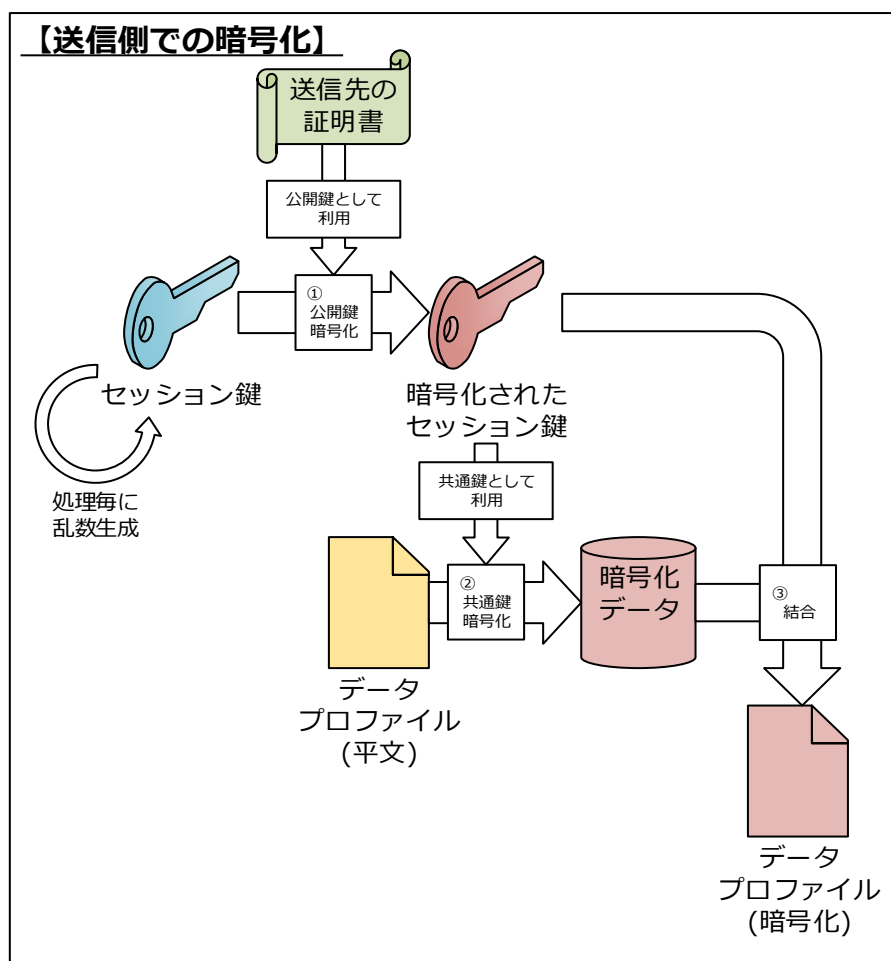 【送信側での暗号化】
送信先の
証明書
公開鍵として
利用
①
公開鍵
暗号化
セッション鍵
暗号化された
セッション鍵
処理毎に
乱数生成
共通鍵として
利用
②
共通鍵
暗号化
暗号化
データ
③
結合
データ
プロファイル
(平文)
データ
プロファイル
(暗号化)